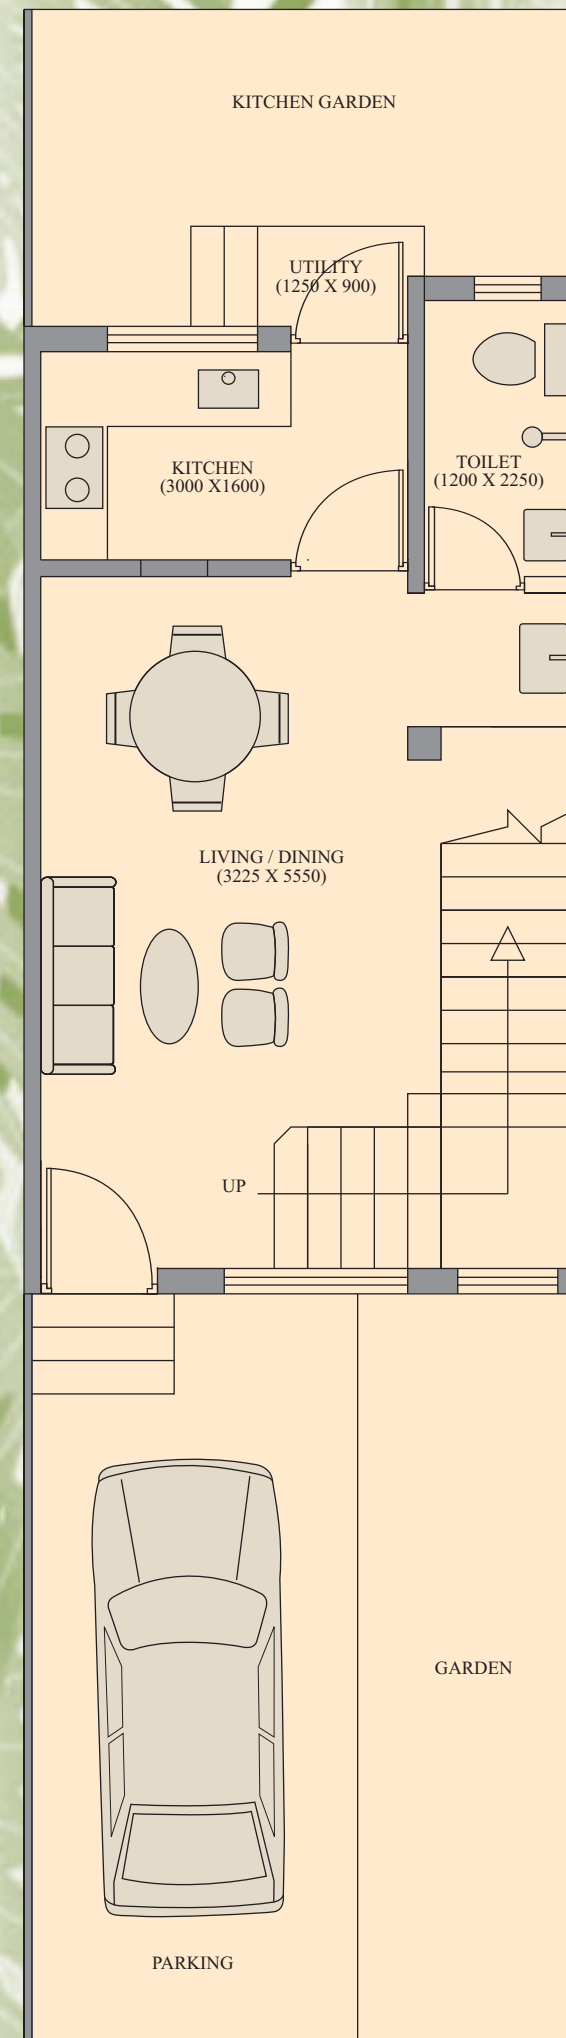 KITCHEN GARDEN
UTILITY
(1250 X 900)
KITCHEN
(3000 X1600)
TOILET
(1200 X 2250)
LIVING / DINING
(3225 X 5550)
UP
GARDEN
PARKING